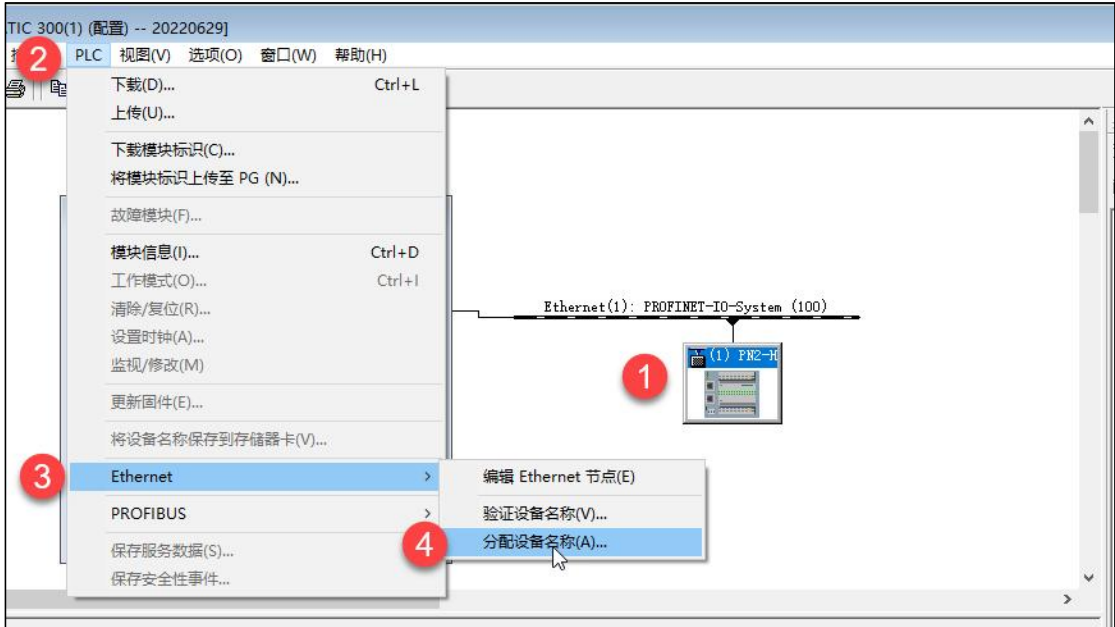 TIC 300(1) (配置) -- 20220629]
2 PLC 视图(V) 选项(O) 窗口(W) 帮助(H)
下载(D)... Ctrl+L
上传(U)...
下载模块标识(C)...
将模块标识上传至 PG (N)...
故障模块(F)...
模块信息(I)... Ctrl+D
工作模式(O)... Ctrl+I
清除/复位(R)...
设置时钟(A)...
监视/修改(M)
更新固件(E)...
将设备名称保存到存储器卡(V)...
3 Ethernet >
PROFIBUS >
保存服务数据(S)...
保存安全性事件...
编辑 Ethernet 节点(E)
验证设备名称(V)...
4 分配设备名称(A)...
Ethernet(1): PROFINET-IO-System (100)
1
(1) PN2-H